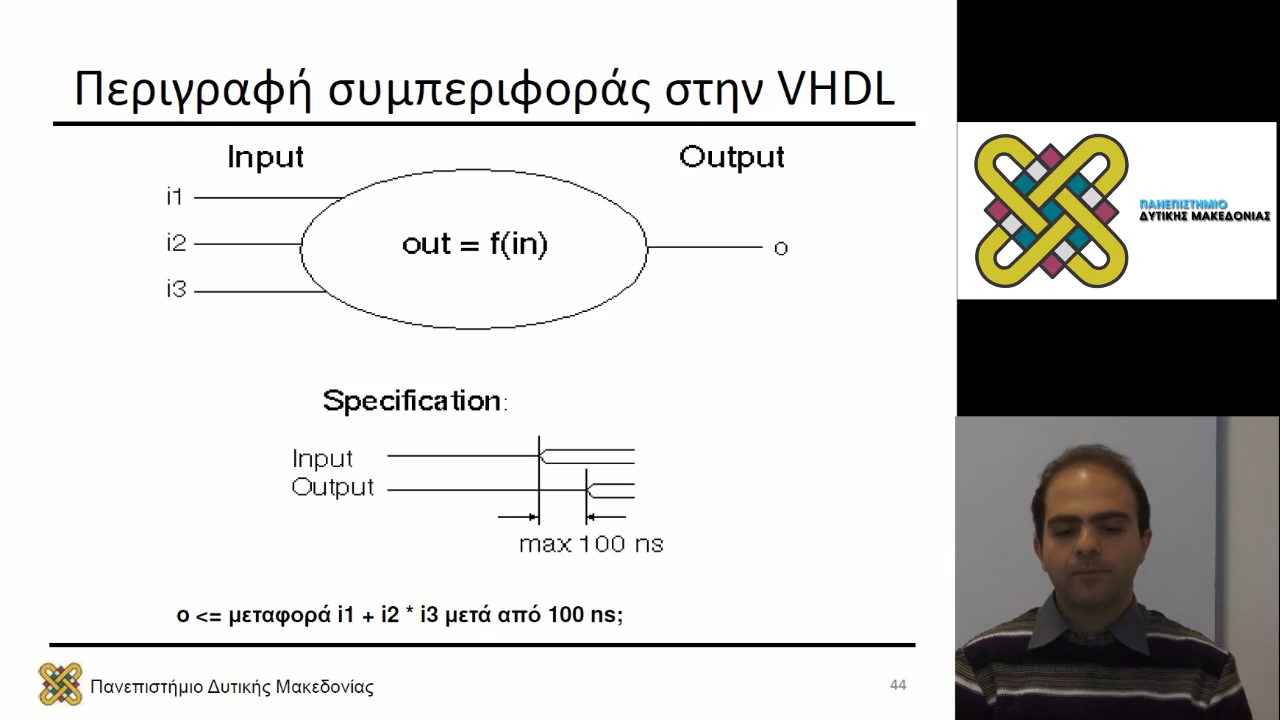 Περιγραφή συμπεριφοράς στην VHDL
Input
Output
i1
i2
i3
out = f(in)
o
Specification:
Input
Output
max 100 ns
o <= μεταφορά i1 + i2 * i3 μετά από 100 ns;
Πανεπιστήμιο Δυτικής Μακεδονίας
44
ΠΑΝΕΠΙΣΤΗΜΙΟ
ΔΥΤΙΚΗΣ ΜΑΚΕΔΟΝΙΑΣ